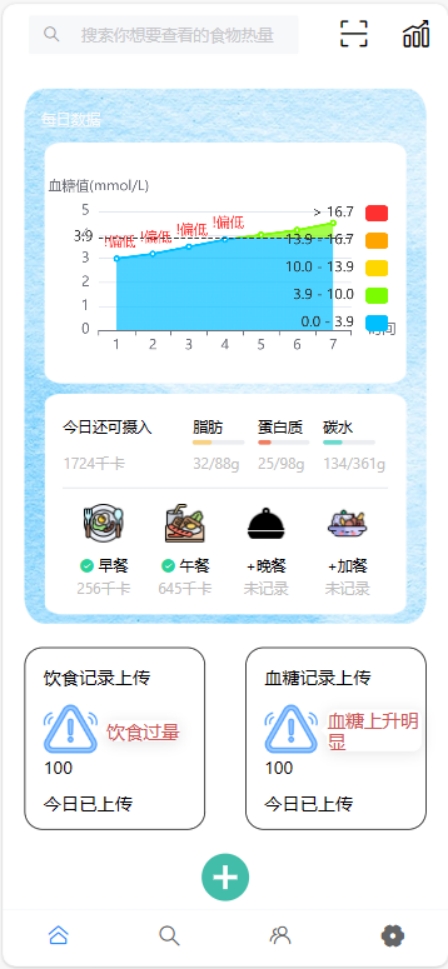 搜索你想要查看的食物热量
每日数据
血糖值(mmol/L)
5
4
3.9
3
2
1
0
!偏低
!偏低
!偏低
!偏低
> 16.7
13.9 - 16.7
10.0 - 13.9
3.9 - 10.0
0.0 - 3.9
时间
1 2 3 4 5 6 7
今日还可摄入 脂肪 蛋白质 碳水
1724千卡 32/88g 25/98g 134/361g
早餐 午餐 +晚餐 +加餐
256千卡 645千卡 未记录 未记录
饮食记录上传
饮食过量
100
今日已上传
血糖记录上传
血糖上升明
显
100
今日已上传